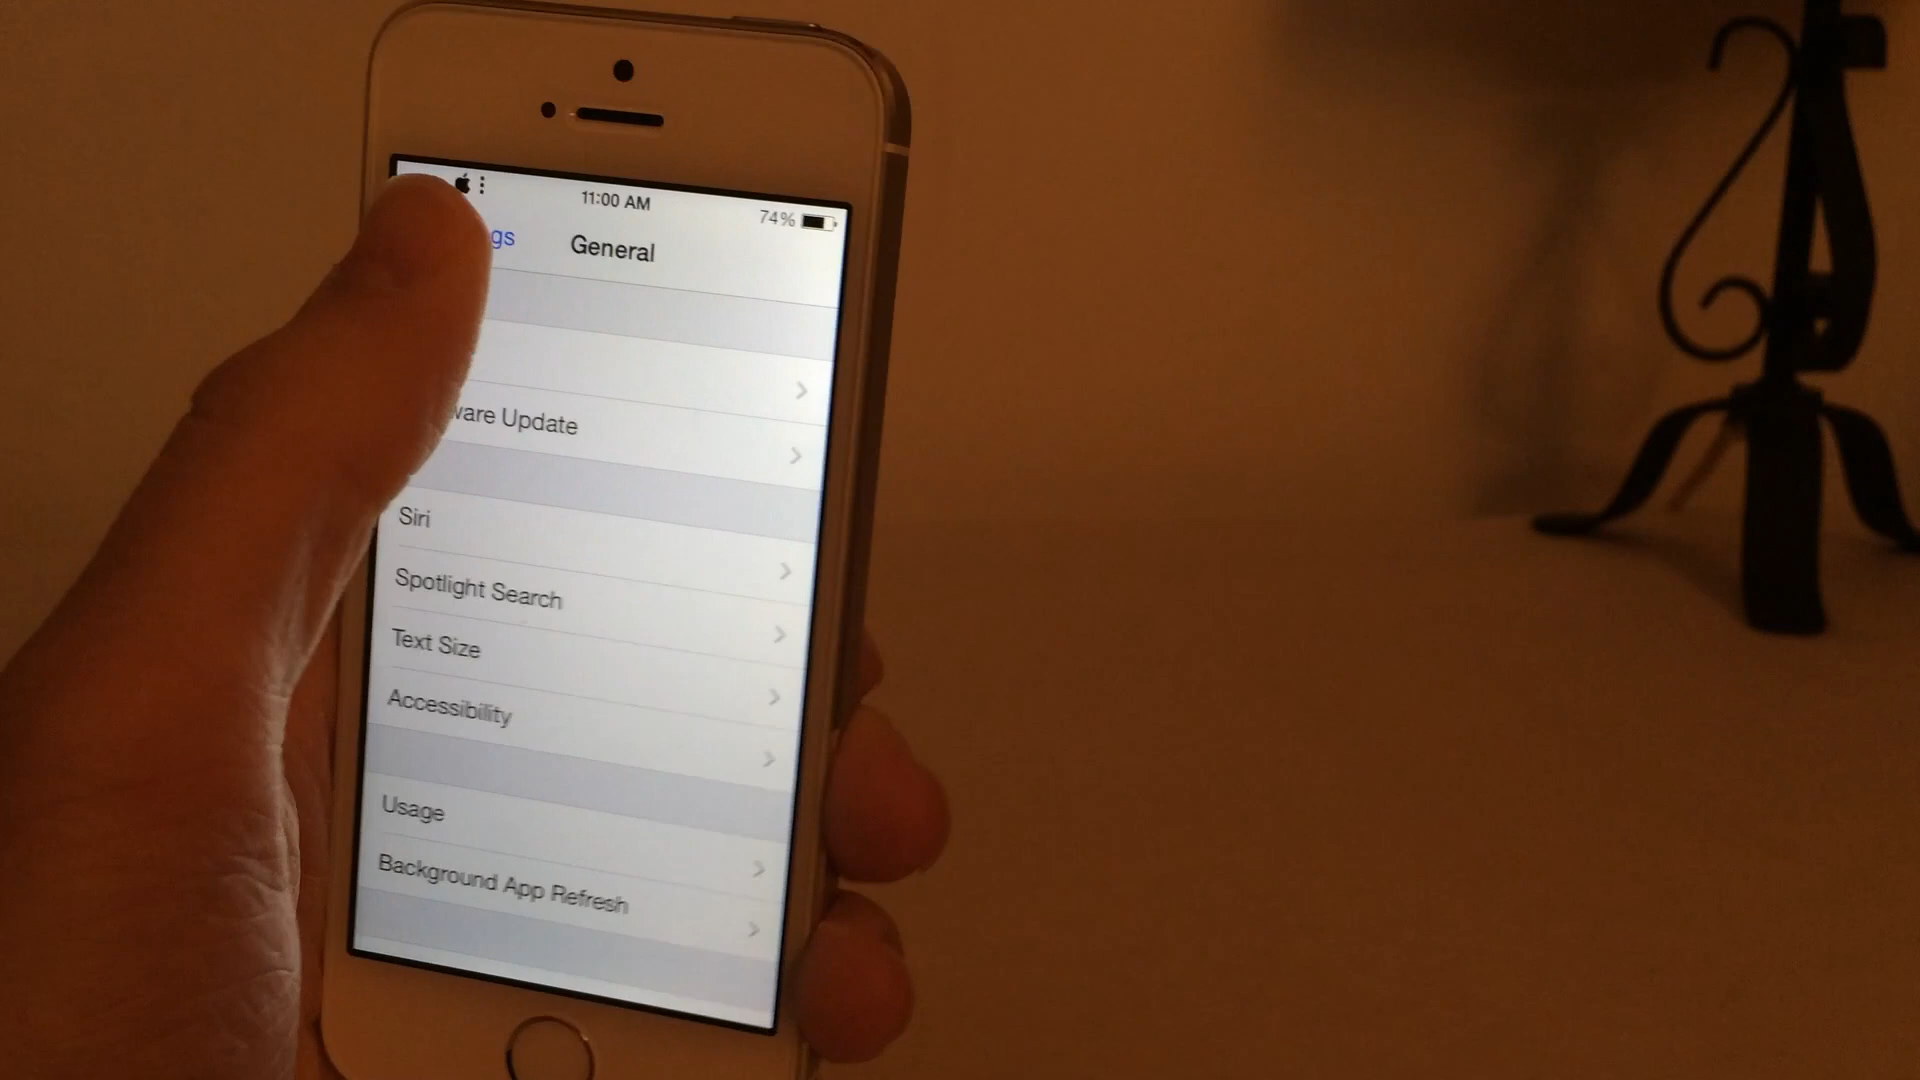 11:00 AM
74%
gs
General
ware Update
Siri
Spotlight Search
Text Size
Accessibility
Usage
Background App Refresh